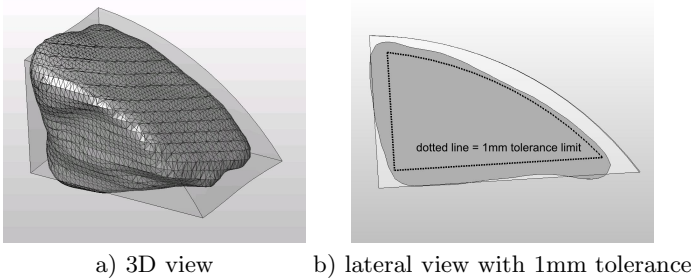 dotted line = 1mm tolerance limit
a) 3D view
b) lateral view with 1mm tolerance